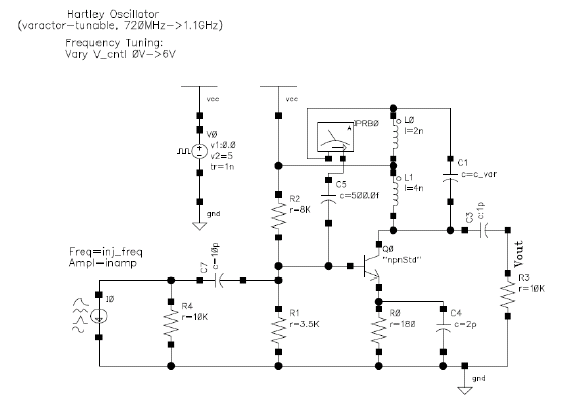 Hartley Oscillator
(varactor-tunable, 720MHz->1.1GHz)
Frequency Tuning:
Vary V_cntl 0V->6V
vcc
vcc
V0
v1:0.0
v2=5
tr=1n
gnd
IPRB0
L0
l=2n
L1
l=4n
C1
c=c_var
C5
c=500.0f
R2
r=8K
C3
c:1p
Vout
Q0
"npnStd"
Freq=inj_freq
Ampl=inamp
C7
c=10p
I0
R4
r=10K
R1
r=3.5K
R0
r=180
C4
c=2p
R3
r=10K
gnd